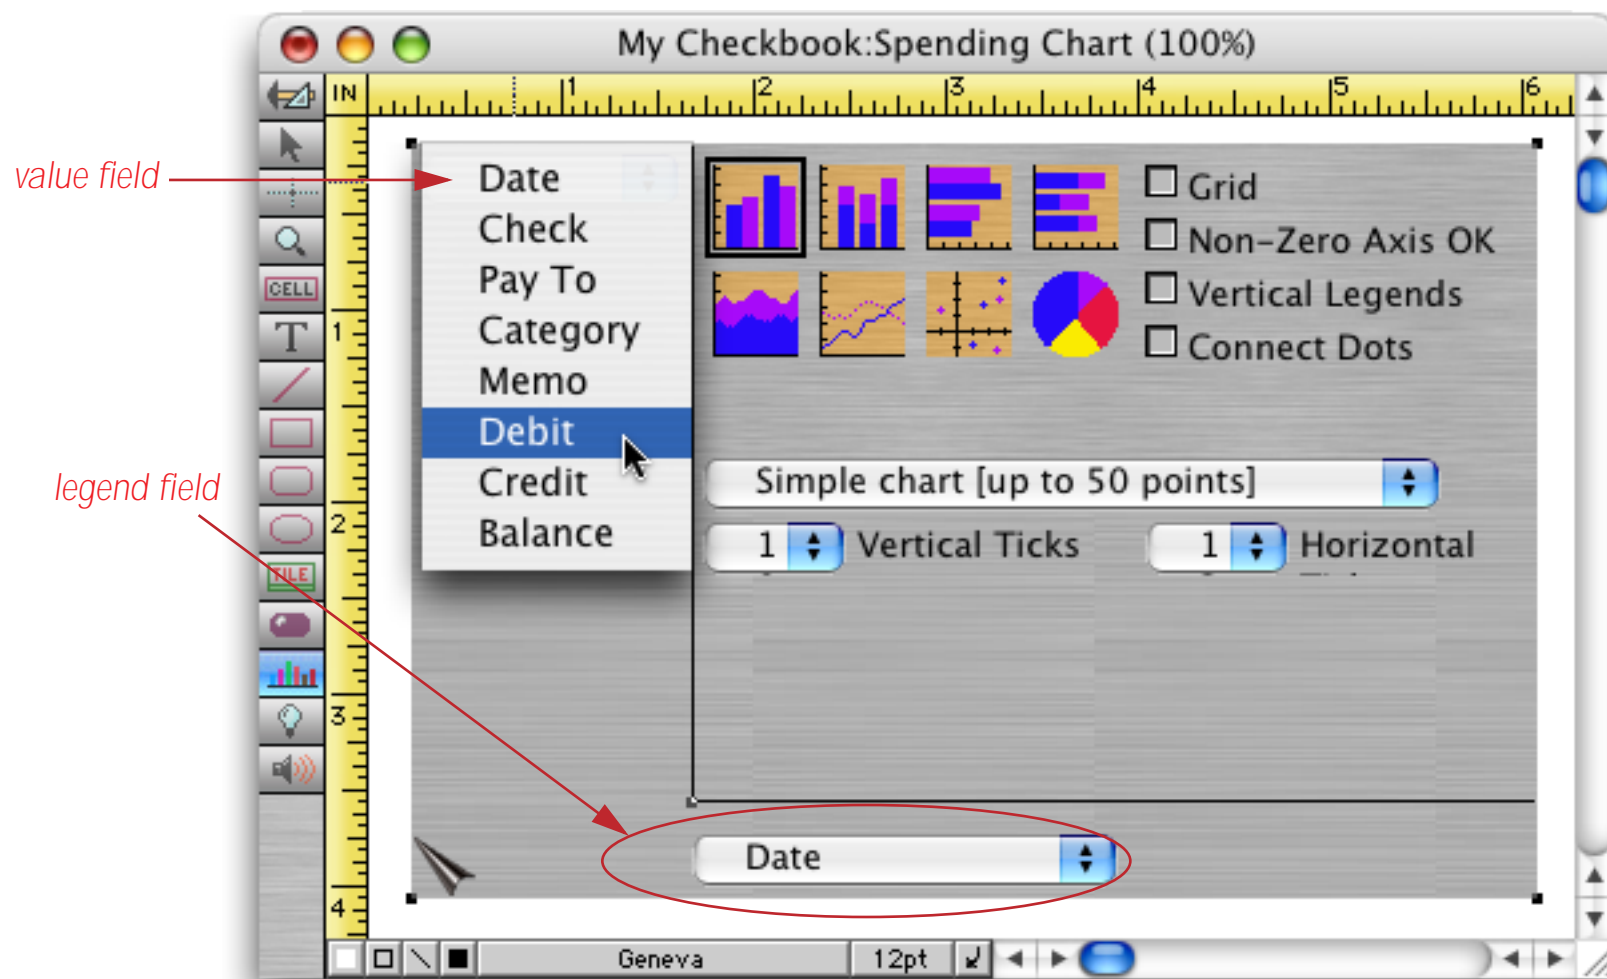 My Checkbook:Spending Chart (100%)
IN 1 2 3 4 5 6
value field
Date
Check
Pay To
Category
Memo
Debit
Credit
Balance
Grid
Non-Zero Axis OK
Vertical Legends
Connect Dots
CELL
T
1
legend field
Simple chart [up to 50 points]
2
1 Vertical Ticks 1 Horizontal
TILE
3
Date
4
Geneva 12pt